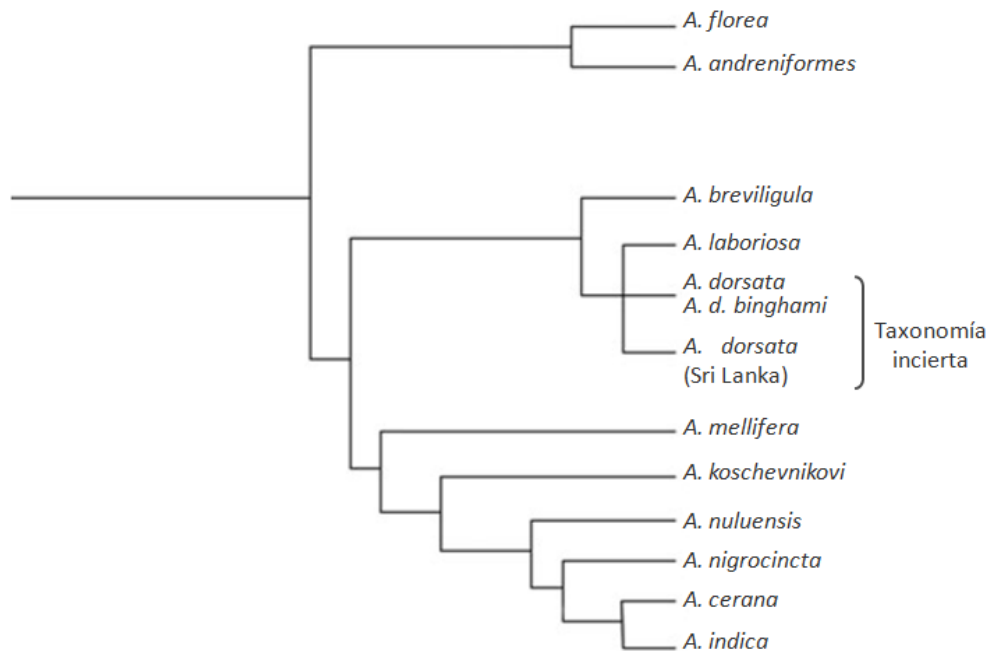 A. florea
A. andreniformes
A. breviligula
A. laboriosa
A. dorsata
A. d. binghami
A. dorsata
(Sri Lanka)
Taxonomía
incierta
A. mellifera
A. koschevnikovi
A. nuluensis
A. nigrocincta
A. cerana
A. indica